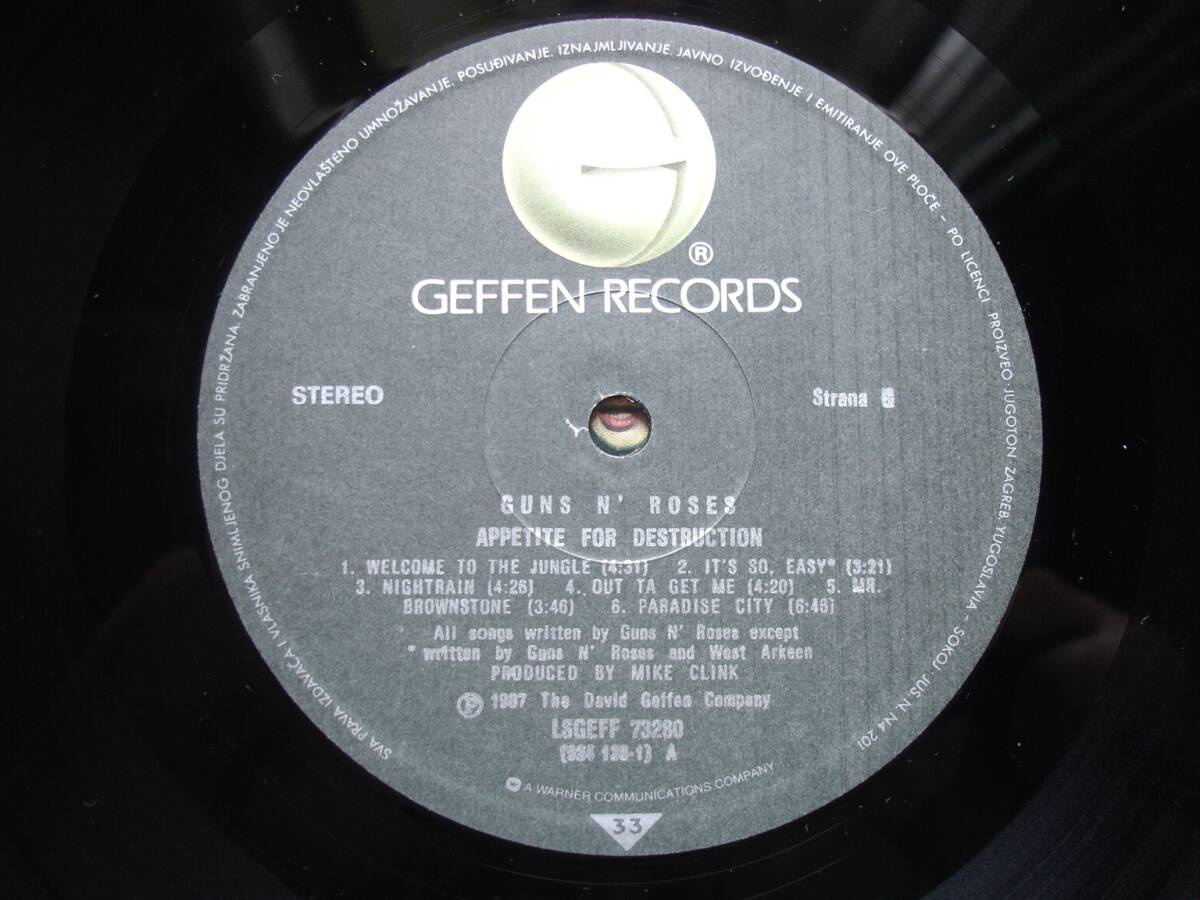 SVA PRAVA IZDAVAČA I VLASNIKA SNIMLJENOG DJELA SU PRIDRŽANA. ZABRANJENO JE NEOVLAŠTENO UMNOŽAVANJE. POSUĐIVANJE. IZNAJMLJIVANJE. JAVNO IZVOĐENJE I EMITIRANJE OVE PLOČE – PO LICENCI PROIZVEO JUGOTON ZAGREB, YUGOSLAVIA – SOKOJ JUS. N. N4 201
®
GEFFEN RECORDS
STEREO
Strana G
GUNS N' ROSES
APPETITE FOR DESTRUCTION
1. WELCOME TO THE JUNGLE (4:31) 2. IT'S SO, EASY* (3:21)
3. NIGHTRAIN (4:26) 4. OUT TA GET ME (4:20) 5. MR.
BROWNSTONE (3:46) 6. PARADISE CITY (6:46)
All songs written by Guns N' Roses except
* written by Guns N' Roses and West Arkeen
PRODUCED BY MIKE CLINK
Ⓟ 1987 The David Geffen Company
LSGEFF 73280
A
A WARNER COMMUNICATIONS COMPANY
33